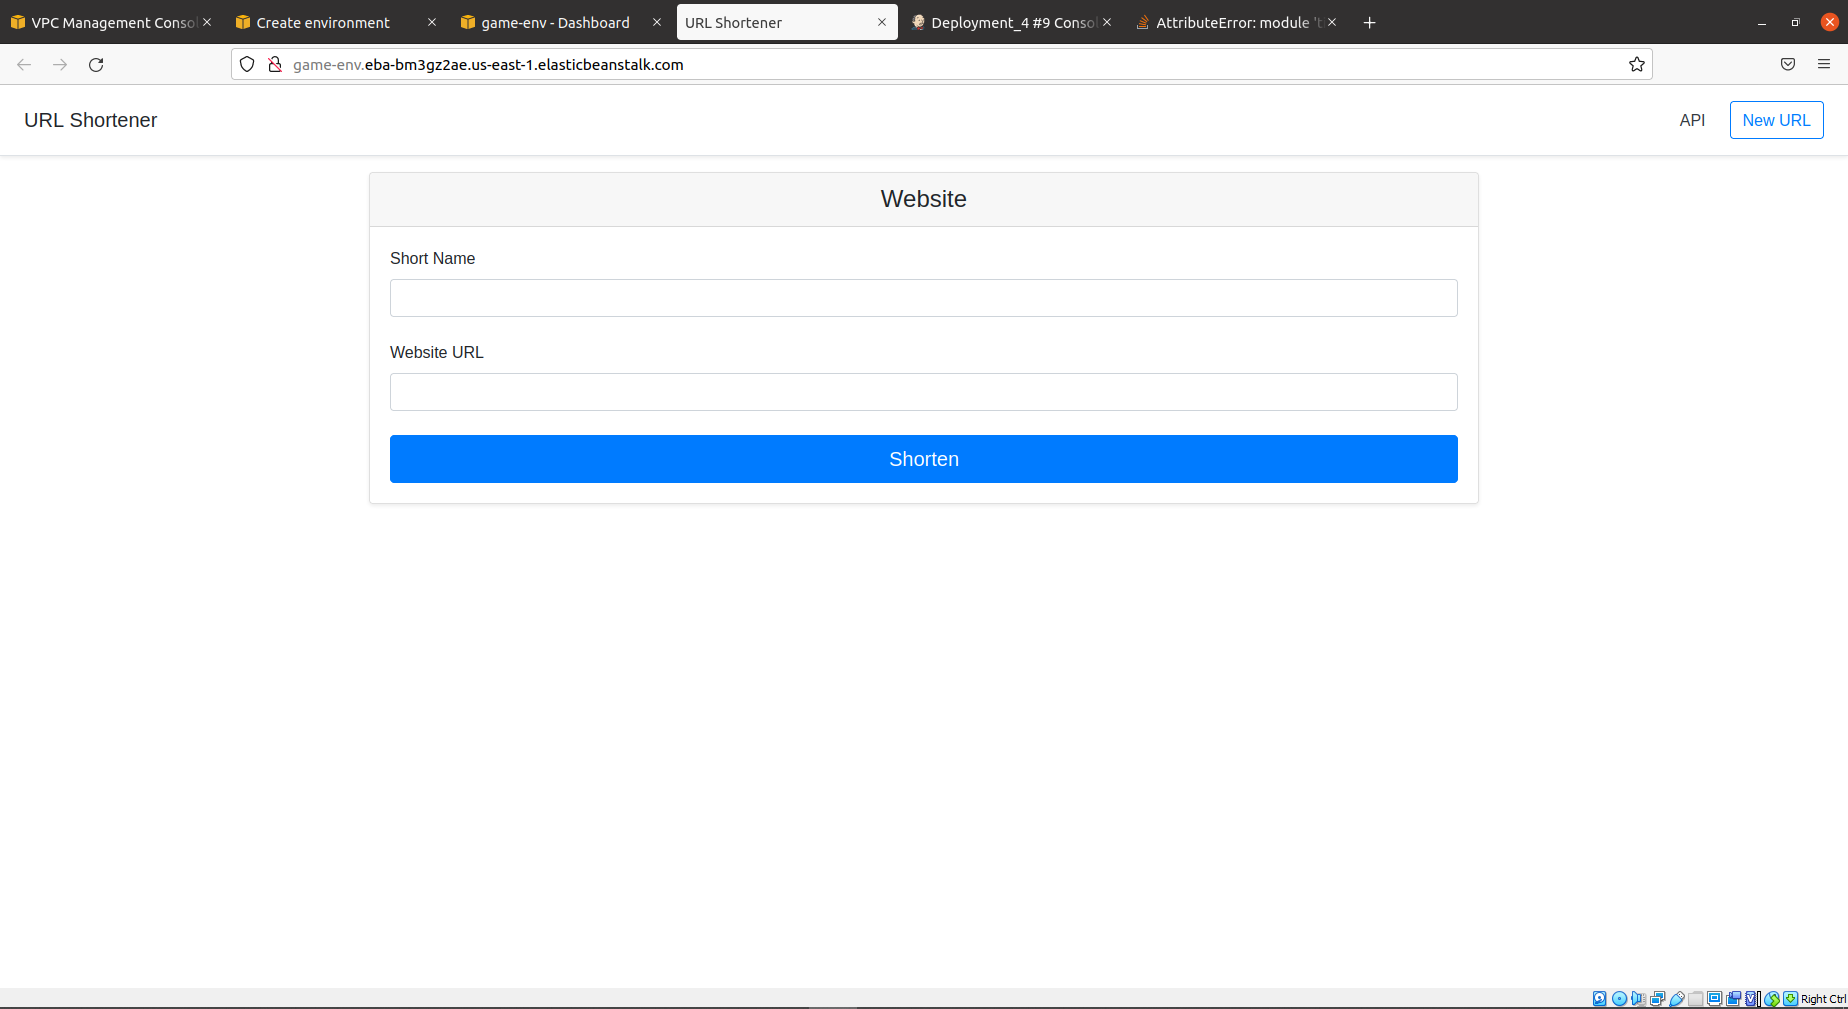 VPC Management Consol
Create environment
game-env - Dashboard
URL Shortener
Deployment_4 #9 Consol
AttributeError: module 't
game-env.eba-bm3gz2ae.us-east-1.elasticbeanstalk.com
URL Shortener
API
New URL
Website
Short Name
Website URL
Shorten
Right Ctrl